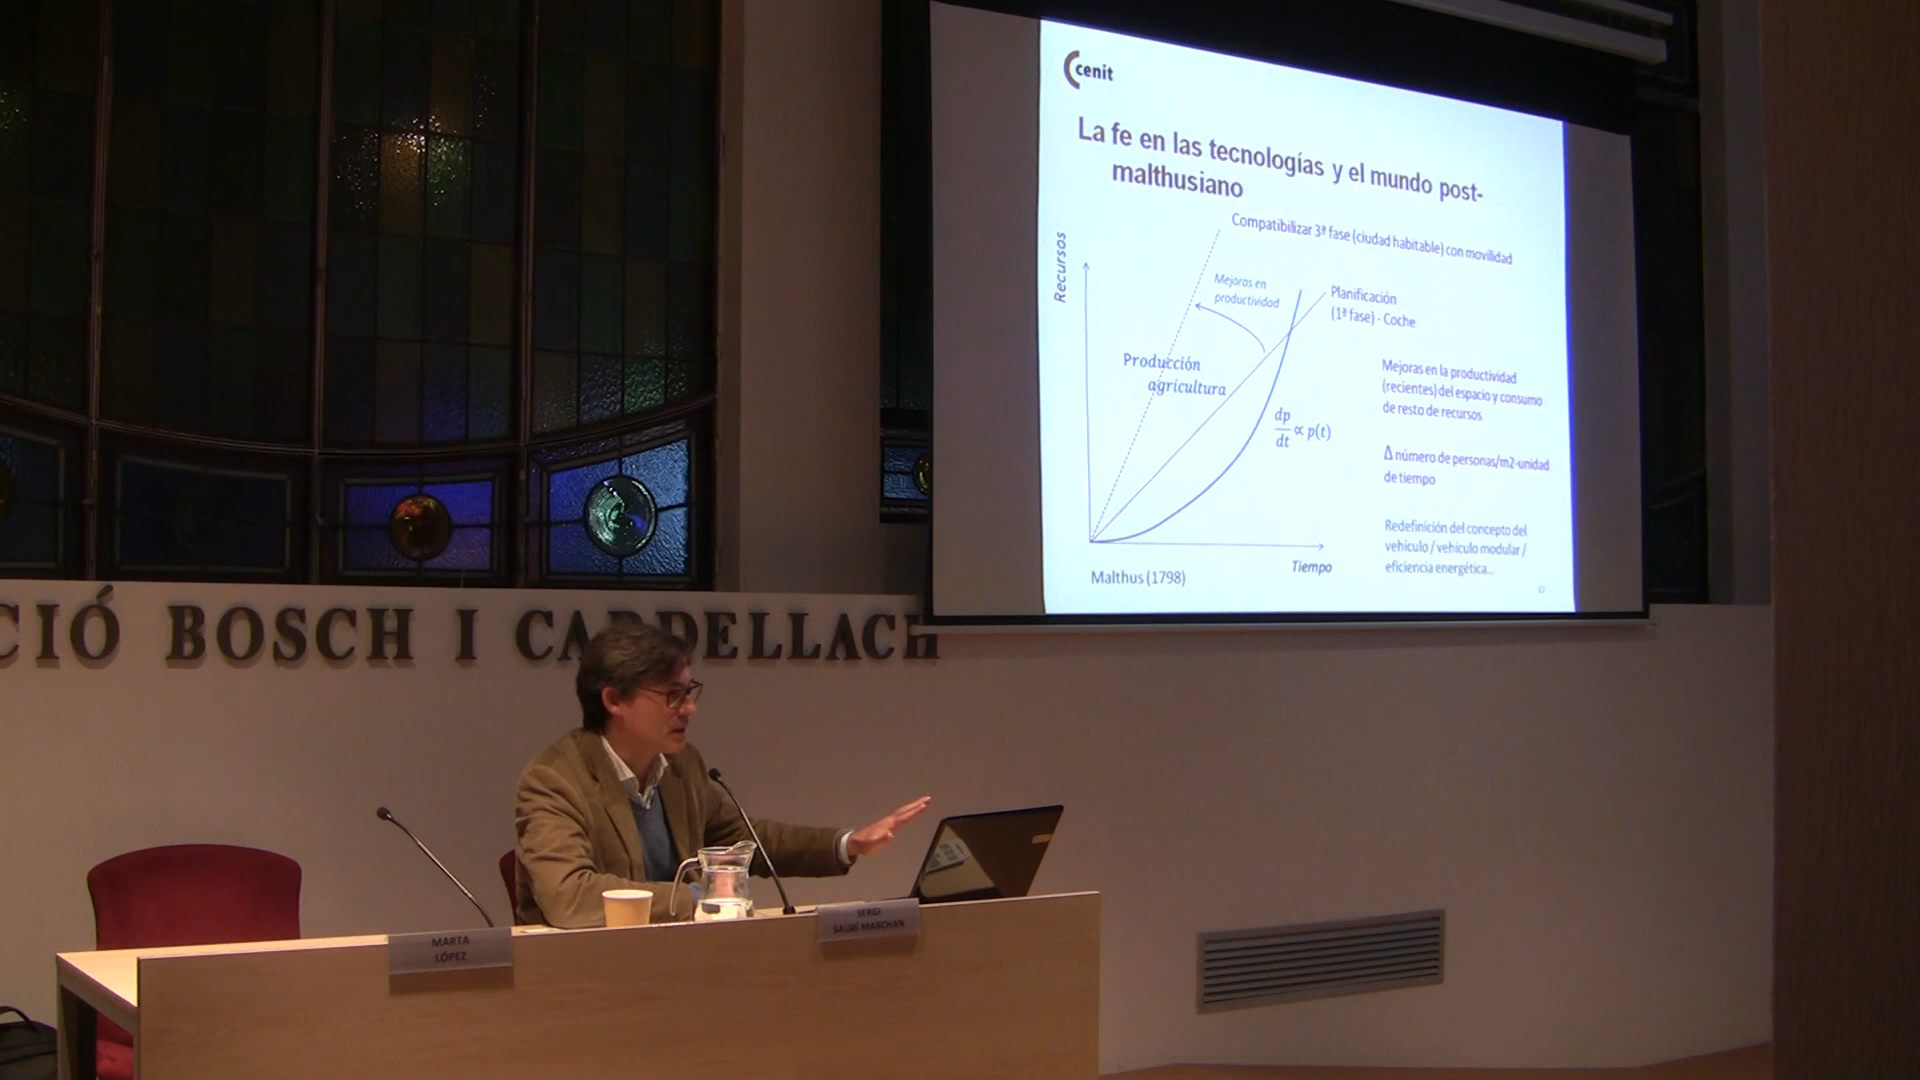 cenit
La fe en las tecnologías y el mundo post-
malthusiano
Compatibilizar 3ª fase (ciudad habitable) con movilidad
Recursos
Mejoras en
productividad
Planificación
(1ª fase) - Coche
Producción
agricultura
dp
dt ∝ p(t)
Mejoras en la productividad
(recientes) del espacio y consumo
de resto de recursos
Δ número de personas/m2-unidad
de tiempo
Redefinición del concepto del
vehículo / vehículo modular /
eficiencia energética...
Tiempo
Malthus (1798)
CIÓ BOSCH I CARDELLACH
MARTA
LÓPEZ
SERGI
SAURÍ MARCHAN